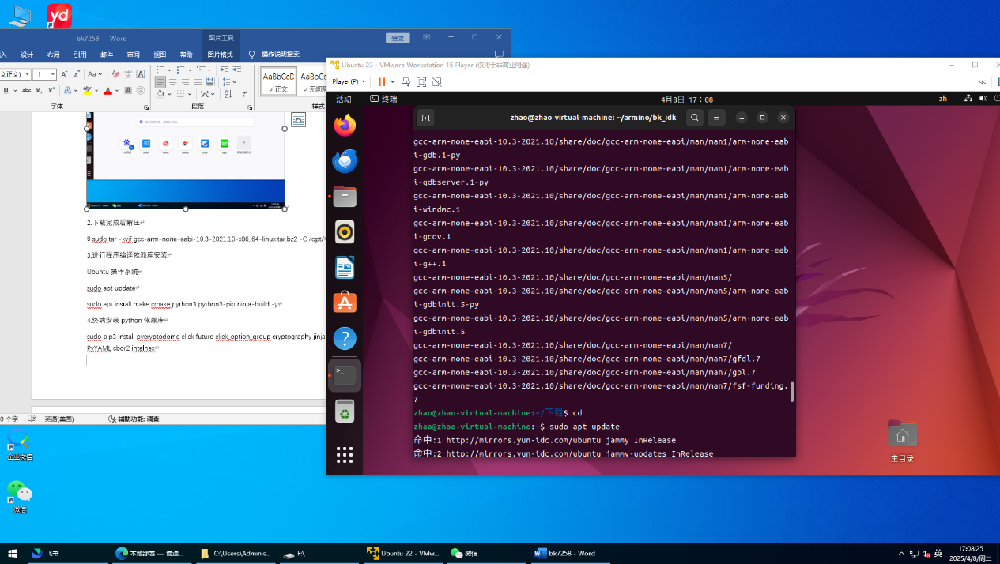 yd
bk7258 - Word
图片工具
登录
设计
布局
引用
邮件
审阅
视图
帮助
图片格式
操作说明搜索
11
AaBbCcD
AaBbCc
正文
无间隔
字体
段落
样式
2.下载完成后解压
$ sudo tar -xvjf gcc-arm-none-eabi-10.3-2021.10-x86_64-linux.tar.bz2 -C /opt/
3.进行程序编译依赖库安装
Ubuntu 操作系统
sudo apt update
sudo apt install make cmake python3 python3-pip ninja-build -y
4.终端安装 python 依赖库
sudo pip3 install pycryptodome click future click_option_group cryptography jinja
PyYAML cbor2 intelhex
0 个字
英语(美国)
辅助功能: 调查
企业微信
微信
Ubuntu 22 - VMware Workstation 15 Player (仅用于非商业用途)
Player(P)
活动
终端
4月8日 17：08
zh
zhao@zhao-virtual-machine: ~/armino/bk_idk
gcc-arm-none-eabi-10.3-2021.10/share/doc/gcc-arm-none-eabi/man/man1/arm-none-eab
i-gdb.1-py
gcc-arm-none-eabi-10.3-2021.10/share/doc/gcc-arm-none-eabi/man/man1/arm-none-eab
i-gdbserver.1-py
gcc-arm-none-eabi-10.3-2021.10/share/doc/gcc-arm-none-eabi/man/man1/arm-none-eab
i-windmc.1
gcc-arm-none-eabi-10.3-2021.10/share/doc/gcc-arm-none-eabi/man/man1/arm-none-eab
i-gcov.1
gcc-arm-none-eabi-10.3-2021.10/share/doc/gcc-arm-none-eabi/man/man1/arm-none-eab
i-g++.1
gcc-arm-none-eabi-10.3-2021.10/share/doc/gcc-arm-none-eabi/man/man5/
gcc-arm-none-eabi-10.3-2021.10/share/doc/gcc-arm-none-eabi/man/man5/arm-none-eab
i-gdbinit.5-py
gcc-arm-none-eabi-10.3-2021.10/share/doc/gcc-arm-none-eabi/man/man5/arm-none-eab
i-gdbinit.5
gcc-arm-none-eabi-10.3-2021.10/share/doc/gcc-arm-none-eabi/man/man7/
gcc-arm-none-eabi-10.3-2021.10/share/doc/gcc-arm-none-eabi/man/man7/gfdl.7
gcc-arm-none-eabi-10.3-2021.10/share/doc/gcc-arm-none-eabi/man/man7/gpl.7
gcc-arm-none-eabi-10.3-2021.10/share/doc/gcc-arm-none-eabi/man/man7/fsf-funding.
7
zhao@zhao-virtual-machine:~/下载$ cd
zhao@zhao-virtual-machine:~$ sudo apt update
命中:1 http://mirrors.yun-idc.com/ubuntu jammy InRelease
命中:2 http://mirrors.yun-idc.com/ubuntu jammy-updates InRelease
主目录
飞书
C:\Users\Adminis...
F:\
Ubuntu 22 - VMw...
微信
bk7258 - Word
英
17:08:25
2025/4/8/周二